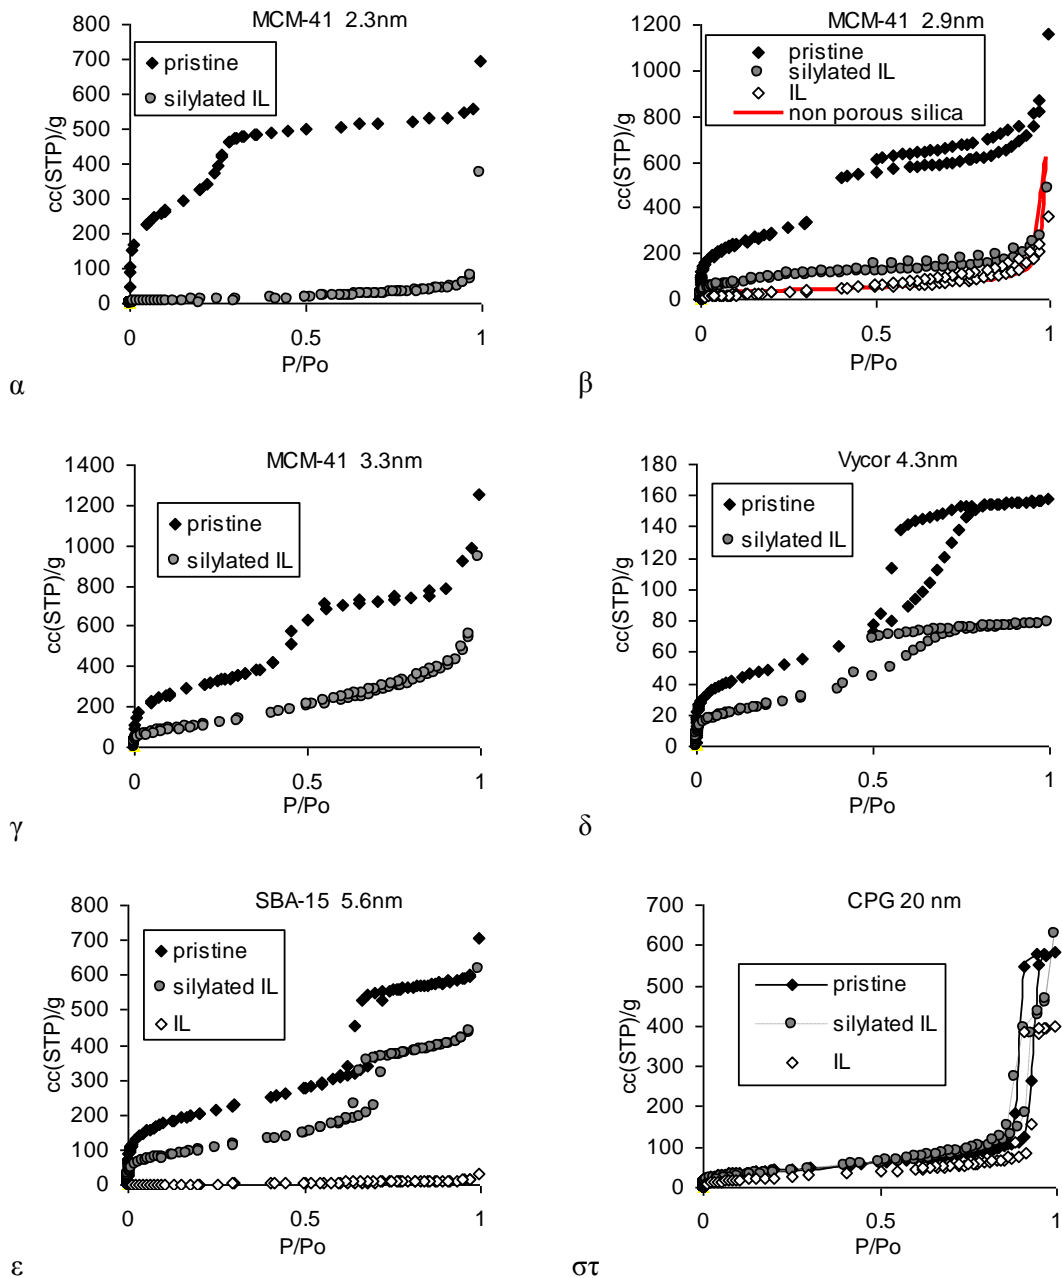 MCM-41 2.3nm
800
700
600
500
400
300
200
100
0
cc(STP)/g
pristine
silylated IL
0
0.5
1
P/Po
α
MCM-41 2.9nm
1200
1000
800
600
400
200
0
cc(STP)/g
pristine
silylated IL
IL
non porous silica
0
0.5
1
P/Po
β
MCM-41 3.3nm
1400
1200
1000
800
600
400
200
0
cc(STP)/g
pristine
silylated IL
0
0.5
1
P/Po
γ
Vycor 4.3nm
180
160
140
120
100
80
60
40
20
0
cc(STP)/g
pristine
silylated IL
0
0.5
1
P/Po
δ
SBA-15 5.6nm
800
700
600
500
400
300
200
100
0
cc(STP)/g
pristine
silylated IL
IL
0
0.5
1
P/Po
ε
CPG 20 nm
700
600
500
400
300
200
100
0
cc(STP)/g
pristine
silylated IL
IL
0
0.5
1
P/Po
στ